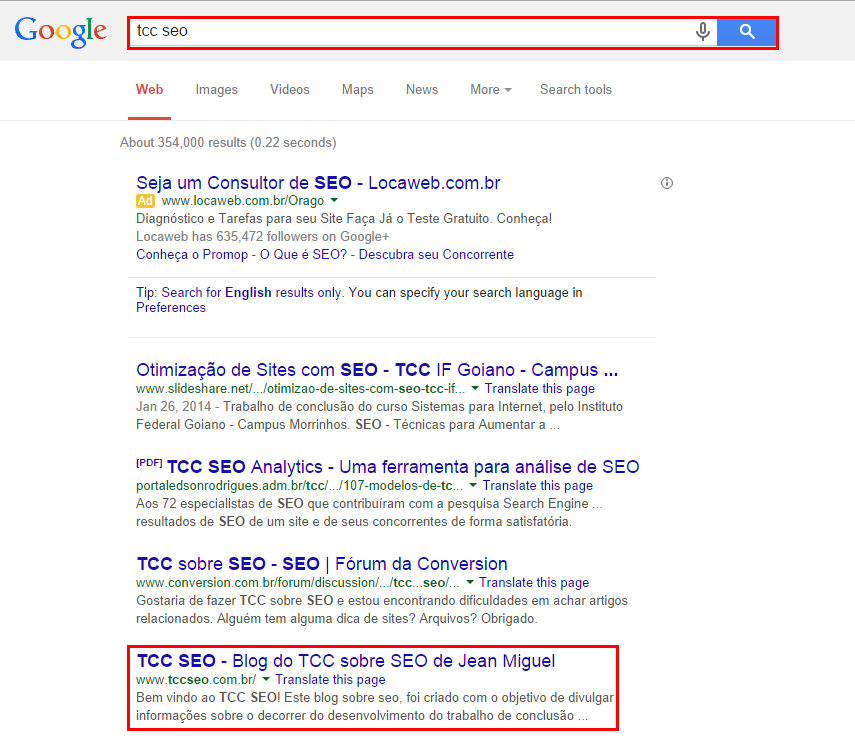 Google
tcc seo
Web Images Videos Maps News More Search tools
About 354,000 results (0.22 seconds)
Seja um Consultor de SEO - Locaweb.com.br
Ad www.locaweb.com.br/Orago
Diagnóstico e Tarefas para seu Site Faça Já o Teste Gratuito. Conheça!
Locaweb has 635,472 followers on Google+
Conheça o Promop - O Que é SEO? - Descubra seu Concorrente
Tip: Search for English results only. You can specify your search language in
Preferences
Otimização de Sites com SEO - TCC IF Goiano - Campus ...
www.slideshare.net/.../otimizao-de-sites-com-seo-tcc-if... Translate this page
Jan 26, 2014 - Trabalho de conclusão do curso Sistemas para Internet, pelo Instituto
Federal Goiano - Campus Morrinhos. SEO - Técnicas para Aumentar a ...
[PDF] TCC SEO Analytics - Uma ferramenta para análise de SEO
portaledsonrodrigues.adm.br/tcc/.../107-modelos-de-tc... Translate this page
Aos 72 especialistas de SEO que contribuíram com a pesquisa Search Engine ...
resultados de SEO de um site e de seus concorrentes de forma satisfatória.
TCC sobre SEO - SEO | Fórum da Conversion
www.conversion.com.br/forum/discussion/.../tcc...seo/... Translate this page
Gostaria de fazer TCC sobre SEO e estou encontrando dificuldades em achar artigos
relacionados. Alguém tem alguma dica de sites? Arquivos? Obrigado.
TCC SEO - Blog do TCC sobre SEO de Jean Miguel
www.tccseo.com.br/ Translate this page
Bem vindo ao TCC SEO! Este blog sobre seo, foi criado com o objetivo de divulgar
informações sobre o decorrer do desenvolvimento do trabalho de conclusão ...